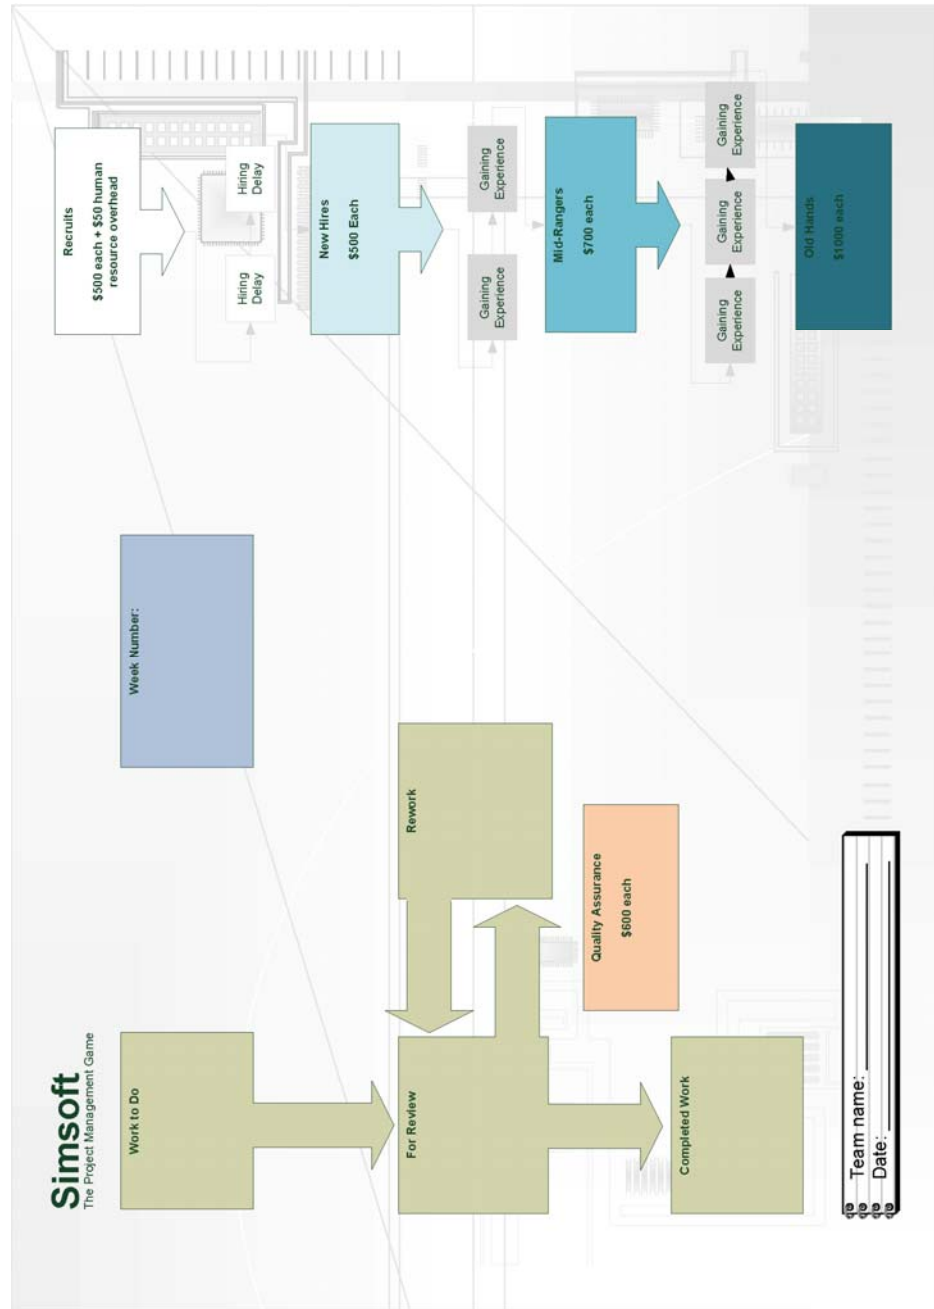 Simsoft
The Project Management Game
Work to Do
For Review
Completed Work
Rework
Quality Assurance
$600 each
Week Number:
Recruits
$500 each + $50 human
resource overhead
Hiring
Delay
Hiring
Delay
New Hires
$500 Each
Gaining
Experience
Gaining
Experience
Mid-Rangers
$700 each
Gaining
Experience
Gaining
Experience
Gaining
Experience
Old Hands
$1000 each
Team name:
Date: